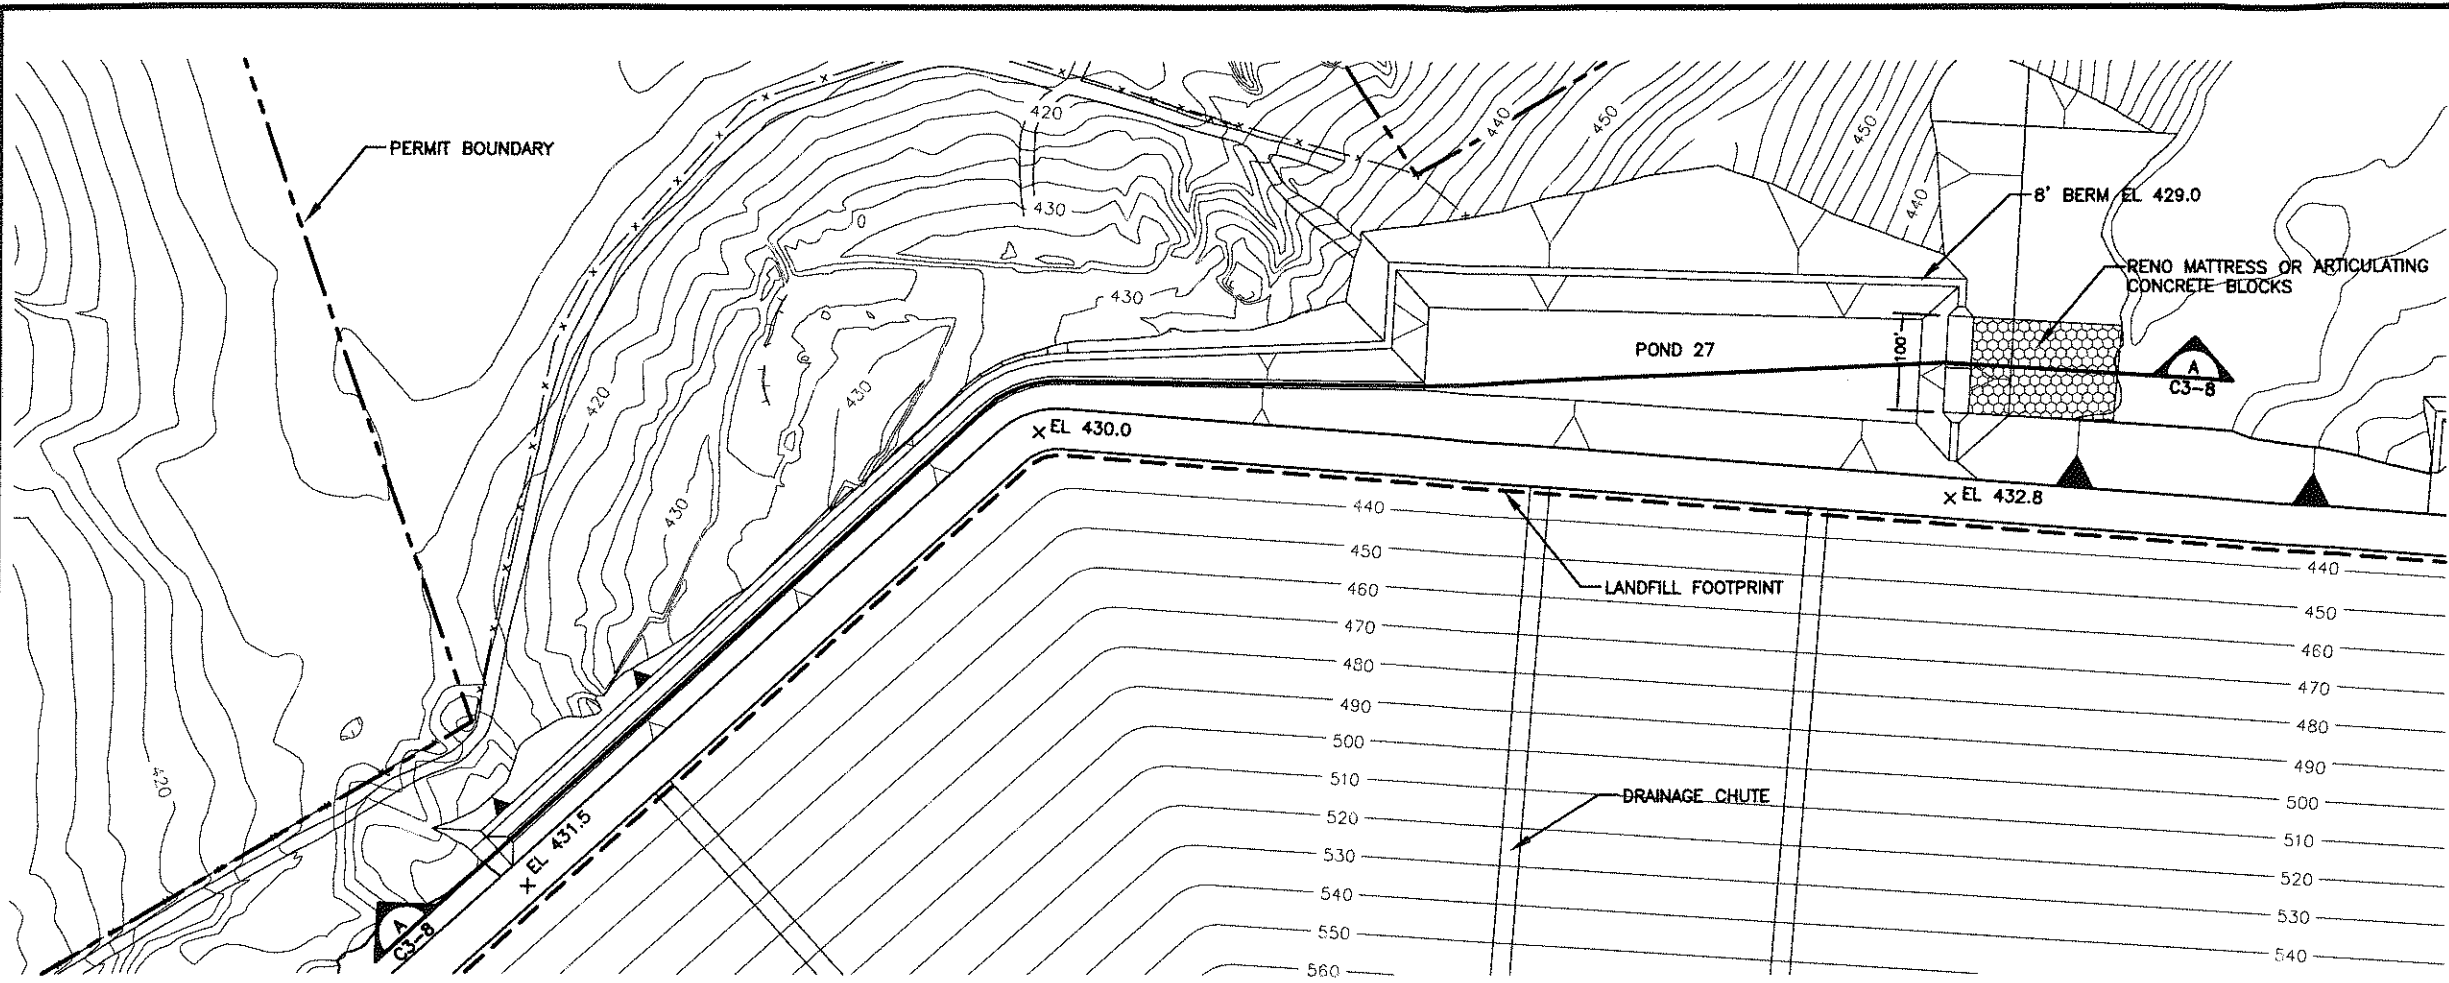 420
440
450
450
PERMIT BOUNDARY
430
440
8' BERM EL 429.0
RENO MATTRESS OR ARTICULATING
CONCRETE BLOCKS
430
100'
POND 27
A
C3-8
420
430
EL 430.0
430
EL 432.8
440
450
460
470
480
490
500
510
520
530
540
550
560
LANDFILL FOOTPRINT
DRAINAGE CHUTE
440
450
460
470
480
490
500
510
520
530
540
420
EL 431.5
A
C3-8